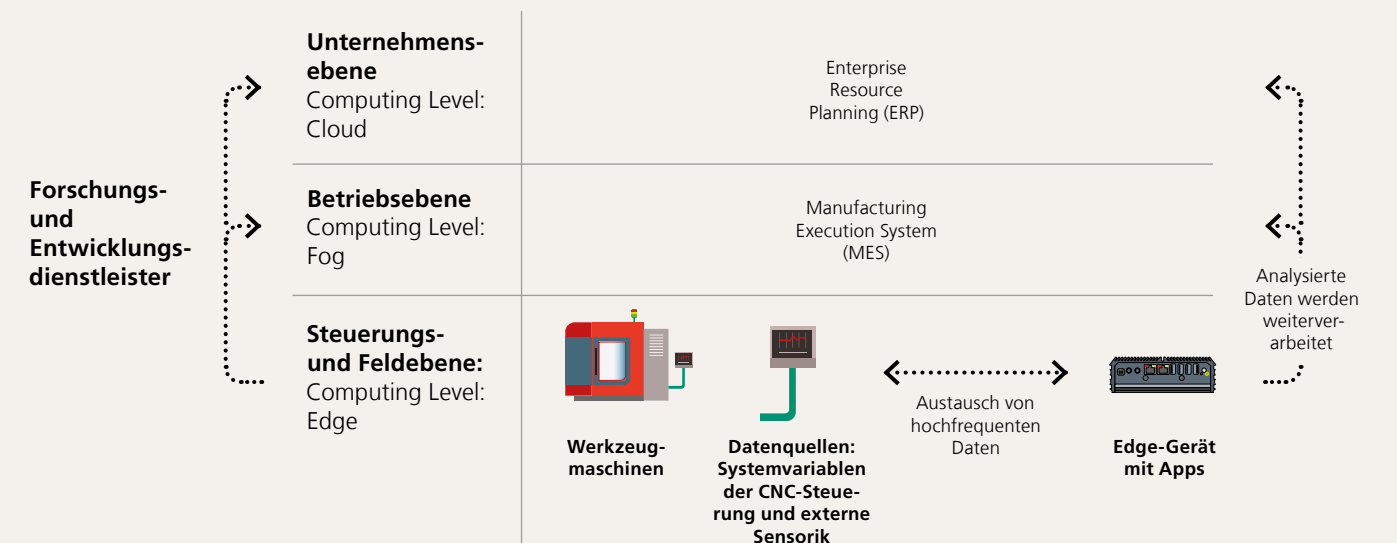 Forschungs-
und
Entwicklungs-
dienstleister
Unternehmens-
ebene
Computing Level:
Cloud
Enterprise
Resource
Planning (ERP)
Betriebsebene
Computing Level:
Fog
Manufacturing
Execution System
(MES)
Steuerungs-
und Feldebene:
Computing Level:
Edge
Werkzeug-
maschinen
Datenquellen:
Systemvariablen
der CNC-Steue-
rung und externe
Sensorik
Austausch von
hochfrequenten
Daten
Edge-Gerät
mit Apps
Analysierte
Daten werden
weiterver-
arbeitet